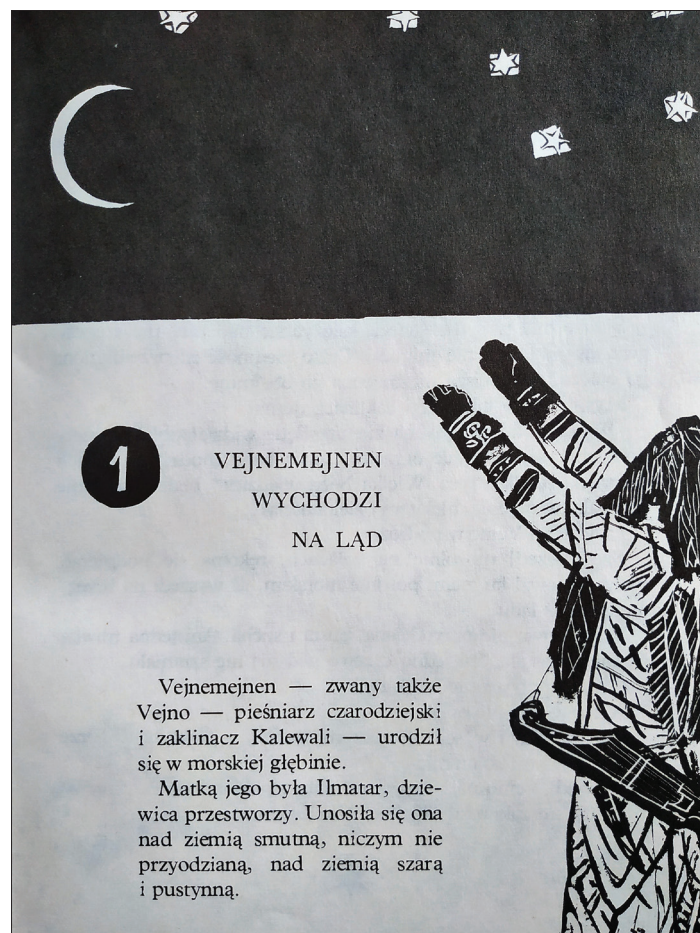 1
VEJNEMEJNEN
WYCHODZI
NA LĄD
Vejnemejnen — zwany także
Vejno — pieśniarz czarodziejski
i zaklinacz Kalewali — urodził
się w morskiej głębinie.
Matką jego była Ilmatar, dzie-
wica przestworzy. Unosiła się ona
nad ziemią smutną, niczym nie
przyodzianą, nad ziemią szarą
i pustynną.